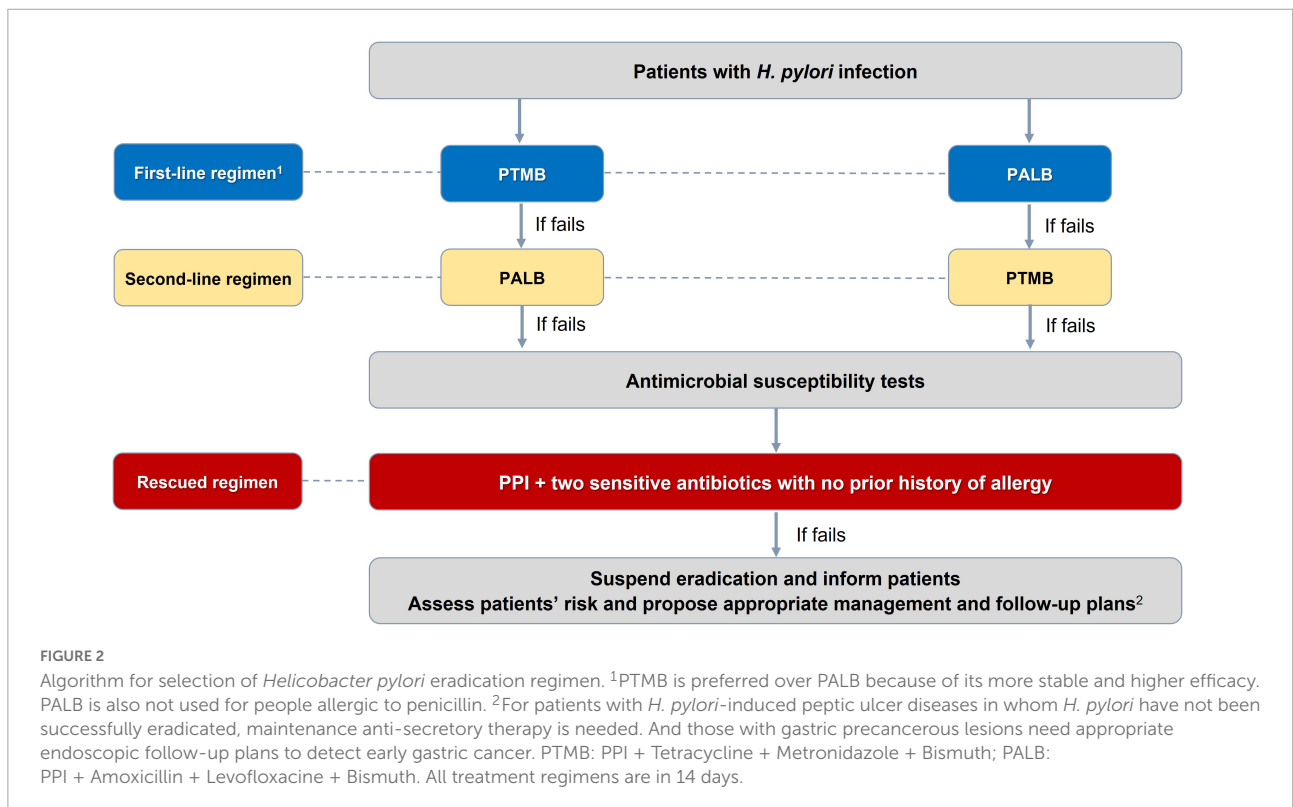 Patients with H. pylori infection
First-line regimen¹
PTMB
PALB
If fails
If fails
Second-line regimen
PALB
PTMB
If fails
If fails
Antimicrobial susceptibility tests
Rescued regimen
PPI + two sensitive antibiotics with no prior history of allergy
If fails
Suspend eradication and inform patients
Assess patients’ risk and propose appropriate management and follow-up plans²
FIGURE 2
Algorithm for selection of Helicobacter pylori eradication regimen. ¹PTMB is preferred over PALB because of its more stable and higher efficacy.
PALB is also not used for people allergic to penicillin. ²For patients with H. pylori-induced peptic ulcer diseases in whom H. pylori have not been
successfully eradicated, maintenance anti-secretory therapy is needed. And those with gastric precancerous lesions need appropriate
endoscopic follow-up plans to detect early gastric cancer. PTMB: PPI + Tetracycline + Metronidazole + Bismuth; PALB:
PPI + Amoxicillin + Levofloxacine + Bismuth. All treatment regimens are in 14 days.